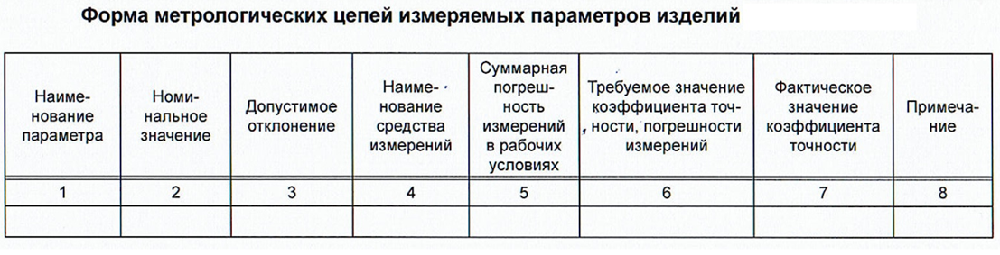 Форма метрологических цепей измеряемых параметров изделий
Наиме-
нование
параметра
Номи-
нальное
значение
Допустимое
отклонение
Наиме-
нование
средства
измерений
Суммарная
погреш-
ность
измерений
в рабочих
условиях
Требуемое значение
коэффициента точ-
ности, погрешности
измерений
Фактическое
значение
коэффициента
точности
Примеча-
ние
1 2 3 4 5 6 7 8